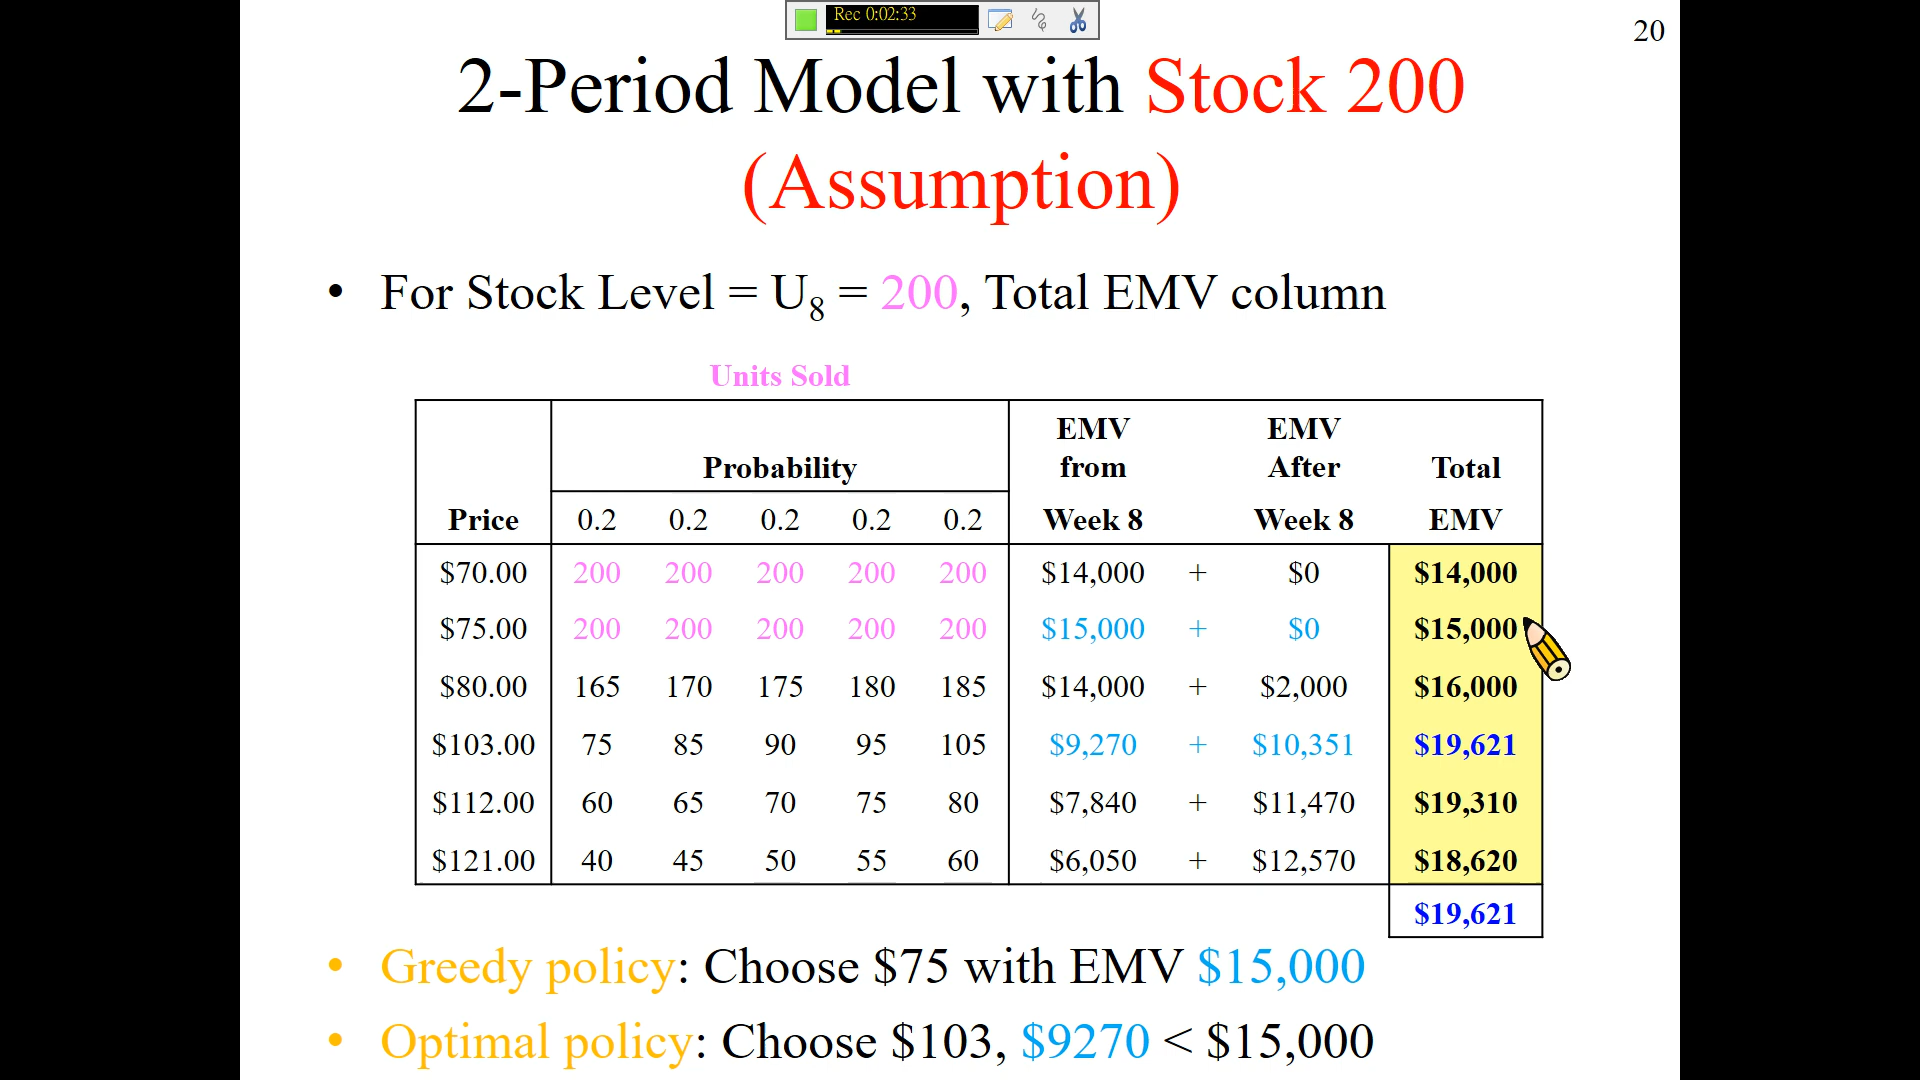 Rec 0:02:33
20
2-Period Model with Stock 200
(Assumption)
• For Stock Level = U8 = 200, Total EMV column
Units Sold
Price Probability EMV from Week 8 EMV After Week 8 Total EMV
0.2 0.2 0.2 0.2 0.2
$70.00 200 200 200 200 200 $14,000 + $0 $14,000
$75.00 200 200 200 200 200 $15,000 + $0 $15,000
$80.00 165 170 175 180 185 $14,000 + $2,000 $16,000
$103.00 75 85 90 95 105 $9,270 + $10,351 $19,621
$112.00 60 65 70 75 80 $7,840 + $11,470 $19,310
$121.00 40 45 50 55 60 $6,050 + $12,570 $18,620
$19,621
• Greedy policy: Choose $75 with EMV $15,000
• Optimal policy: Choose $103, $9270 < $15,000